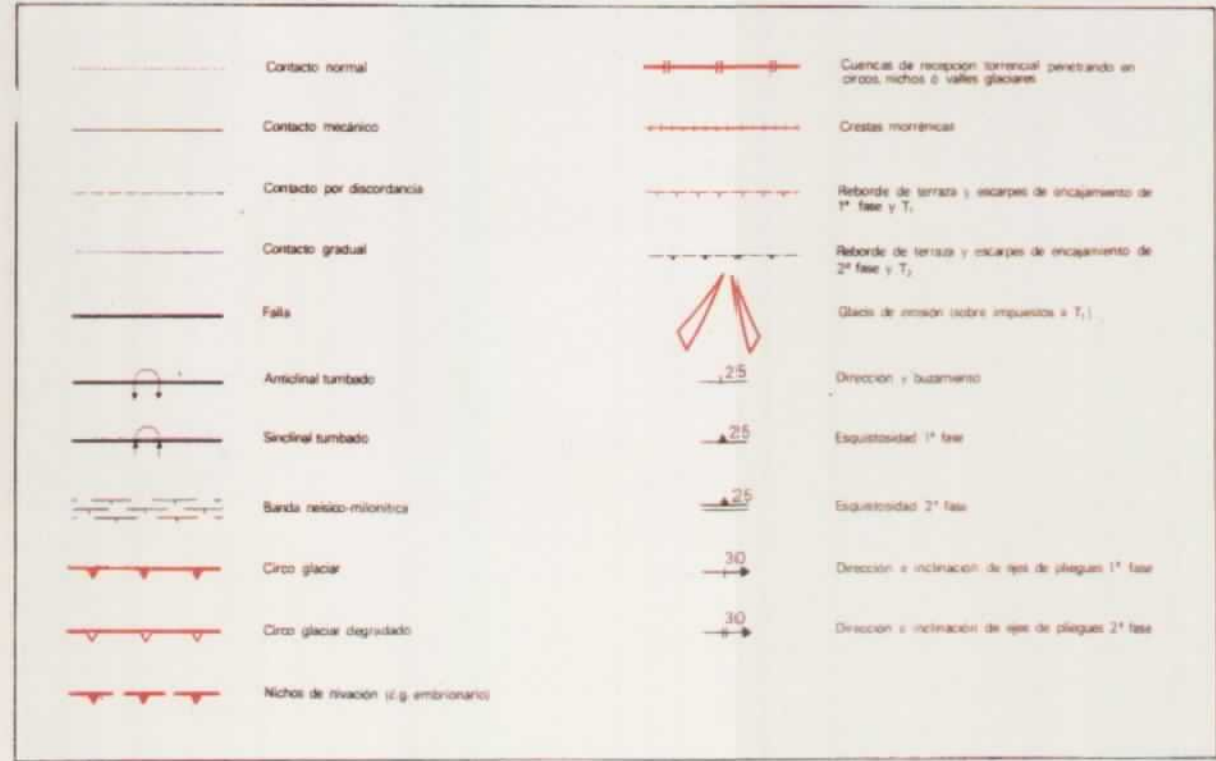 Contacto normal
Contacto mecánico
Contacto por discordancia
Contacto gradual
Falla
Anticlinal tumbado
Sinclinal tumbado
Banda neisico-milonítica
Circo glaciar
Circo glaciar degradado
Nichos de nivación (c.g. embrionario)
Cuencas de recepción torrencial penetrando en
circos, nichos ó valles glaciares
Crestas morrénicas
Reborde de terraza y escarpes de encajamiento de
1ª fase y T₁
Reborde de terraza y escarpes de encajamiento de
2ª fase y T₂
Glacis de erosión (sobre impuestos a T₁)
25
Dirección y buzamiento
25
Esquistosidad 1ª fase
25
Esquistosidad 2ª fase
30
Dirección e inclinación de ejes de pliegues 1ª fase
30
Dirección e inclinación de ejes de pliegues 2ª fase